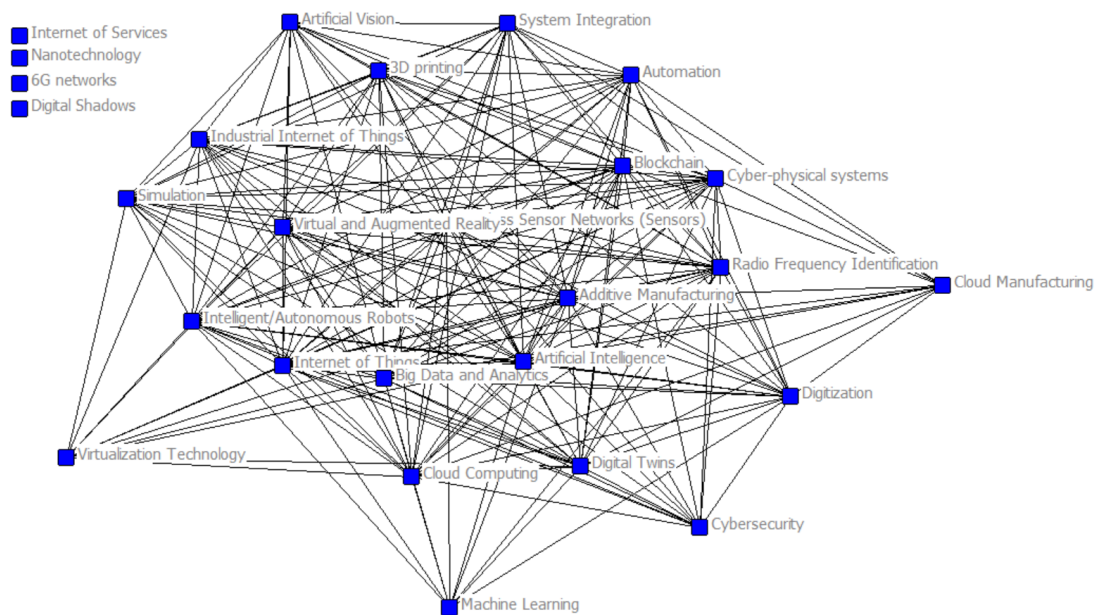 Artificial Vision
System Integration
Internet of Services
Nanotechnology
6G networks
Digital Shadows
3D printing
Automation
Industrial Internet of Things
Blockchain
Cyber-physical systems
Simulation
Virtual and Augmented Reality
Sensor Networks (Sensors)
Radio Frequency Identification
Cloud Manufacturing
Additive Manufacturing
Intelligent/Autonomous Robots
Internet of Things
Artificial Intelligence
Big Data and Analytics
Digitization
Virtualization Technology
Digital Twins
Cloud Computing
Cybersecurity
Machine Learning